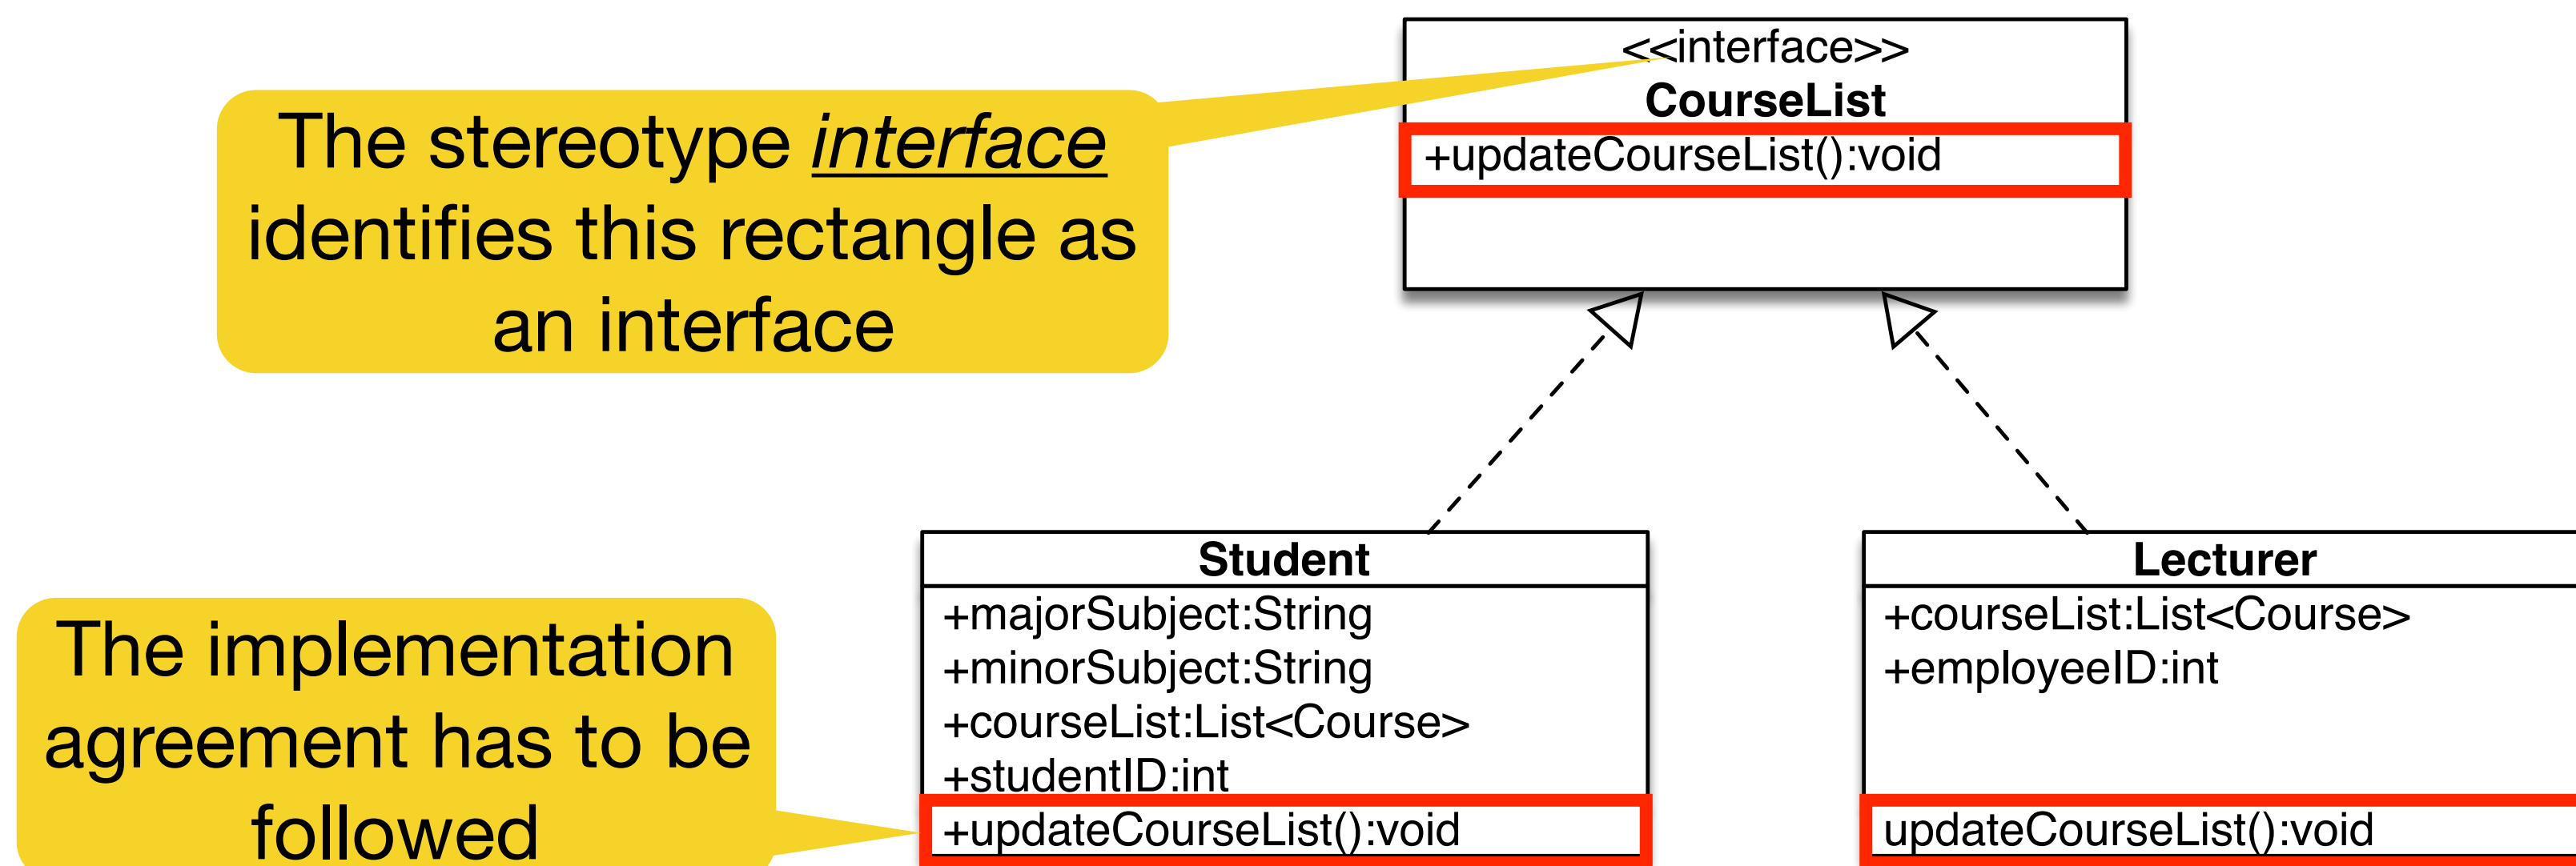 <<interface>>
CourseList
+updateCourseList():void
The stereotype interface
identifies this rectangle as
an interface
Student
+majorSubject:String
+minorSubject:String
+courseList:List<Course>
+studentID:int
+updateCourseList():void
Lecturer
+courseList:List<Course>
+employeeID:int
updateCourseList():void
The implementation
agreement has to be
followed